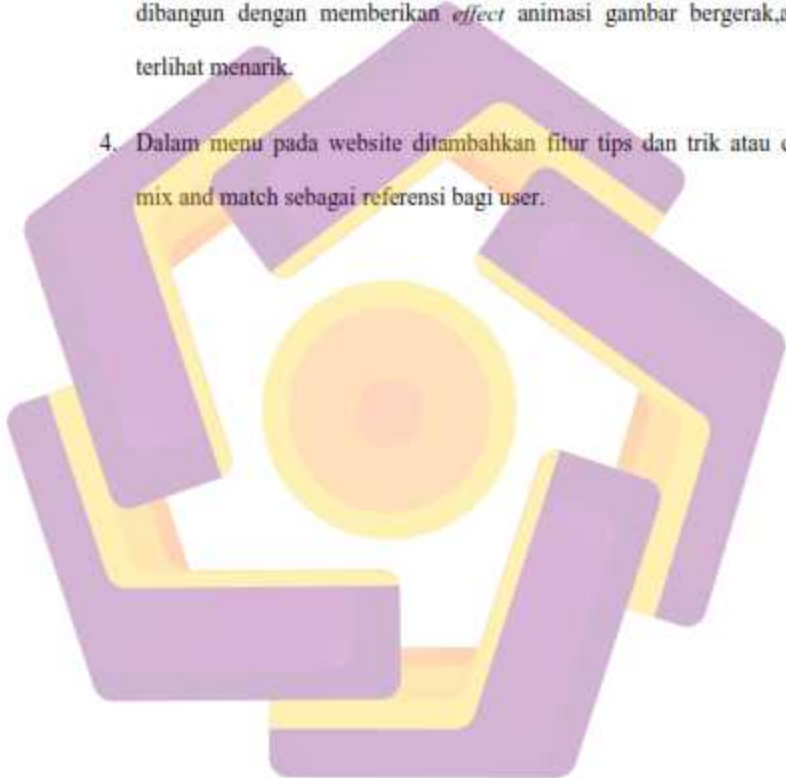 dibangun dengan memberikan effect animasi gambar bergerak,a
terlihat menarik.
4. Dalam menu pada website ditambahkan fitur tips dan trik atau
mix and match sebagai referensi bagi user.